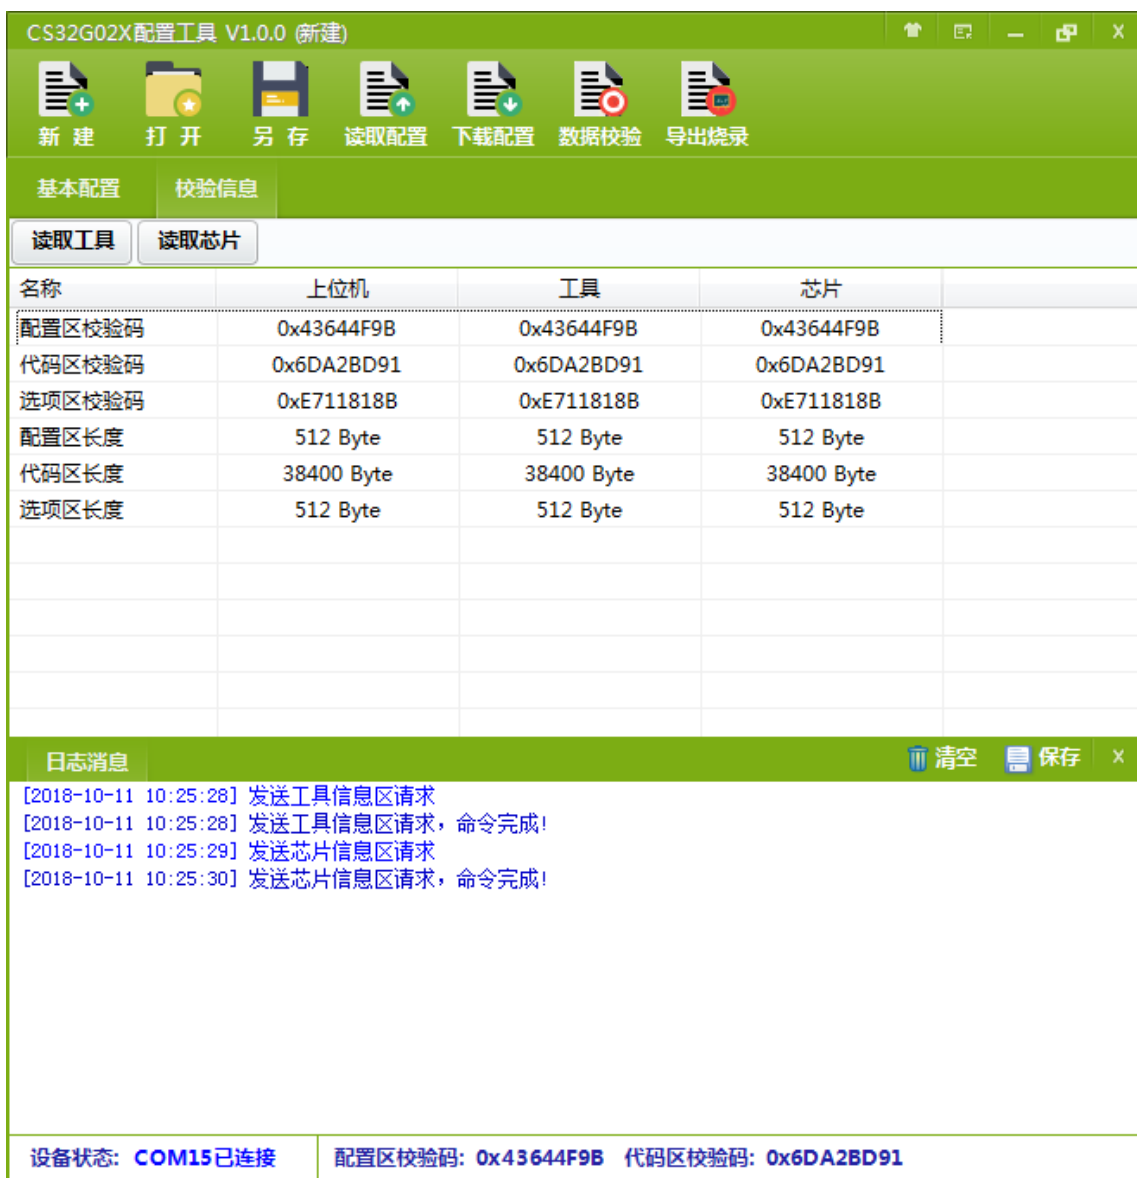 CS32G02X配置工具 V1.0.0 (新建)
新 建 打 开 另 存 读取配置 下载配置 数据校验 导出烧录
基本配置 校验信息
读取工具 读取芯片
名称 上位机 工具 芯片
配置区校验码 0x43644F9B 0x43644F9B 0x43644F9B
代码区校验码 0x6DA2BD91 0x6DA2BD91 0x6DA2BD91
选项区校验码 0xE711818B 0xE711818B 0xE711818B
配置区长度 512 Byte 512 Byte 512 Byte
代码区长度 38400 Byte 38400 Byte 38400 Byte
选项区长度 512 Byte 512 Byte 512 Byte
日志消息 清空 保存
[2018-10-11 10:25:28] 发送工具信息区请求
[2018-10-11 10:25:28] 发送工具信息区请求，命令完成!
[2018-10-11 10:25:29] 发送芯片信息区请求
[2018-10-11 10:25:30] 发送芯片信息区请求，命令完成!
设备状态: COM15已连接 配置区校验码: 0x43644F9B 代码区校验码: 0x6DA2BD91